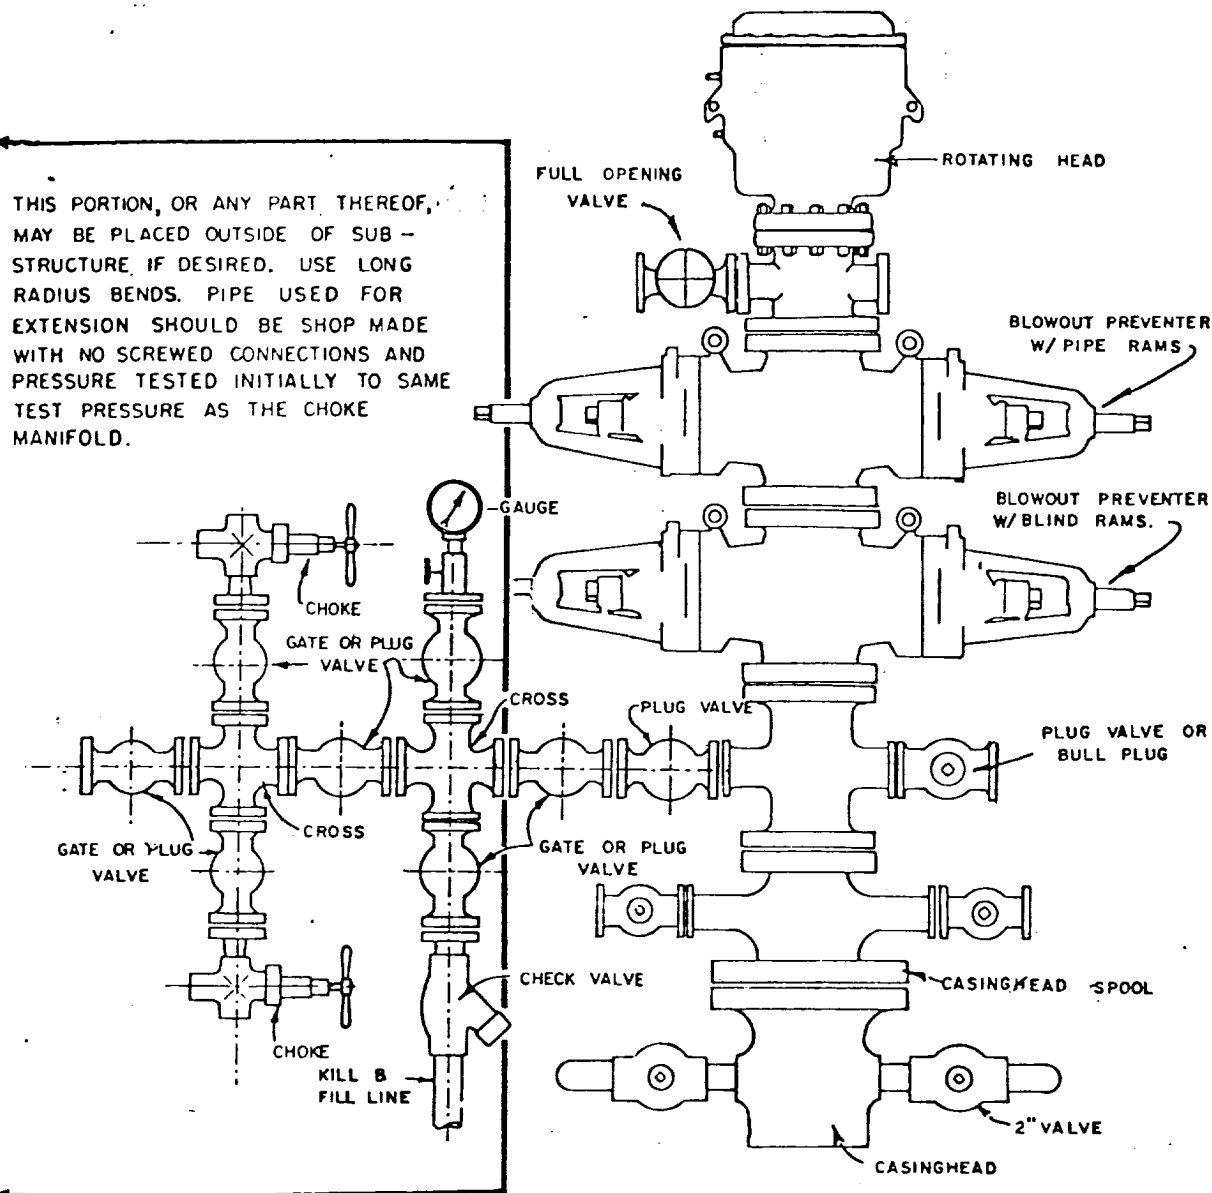 ROTATING HEAD
FULL OPENING
VALVE
THIS PORTION, OR ANY PART THEREOF,
MAY BE PLACED OUTSIDE OF SUB-
STRUCTURE IF DESIRED. USE LONG
RADIUS BENDS. PIPE USED FOR
EXTENSION SHOULD BE SHOP MADE
WITH NO SCREWED CONNECTIONS AND
PRESSURE TESTED INITIALLY TO SAME
TEST PRESSURE AS THE CHOKE
MANIFOLD.
BLOWOUT PREVENTER
W/ PIPE RAMS
GAUGE
BLOWOUT PREVENTER
W/BLIND RAMS.
CHOKE
GATE OR PLUG
VALVE
CROSS
PLUG VALVE
PLUG VALVE OR
BULL PLUG
CROSS
GATE OR PLUG
VALVE
GATE OR PLUG
VALVE
CHECK VALVE
CASINGHEAD SPOOL
CHOKE
KILL &
FILL LINE
2" VALVE
CASINGHEAD